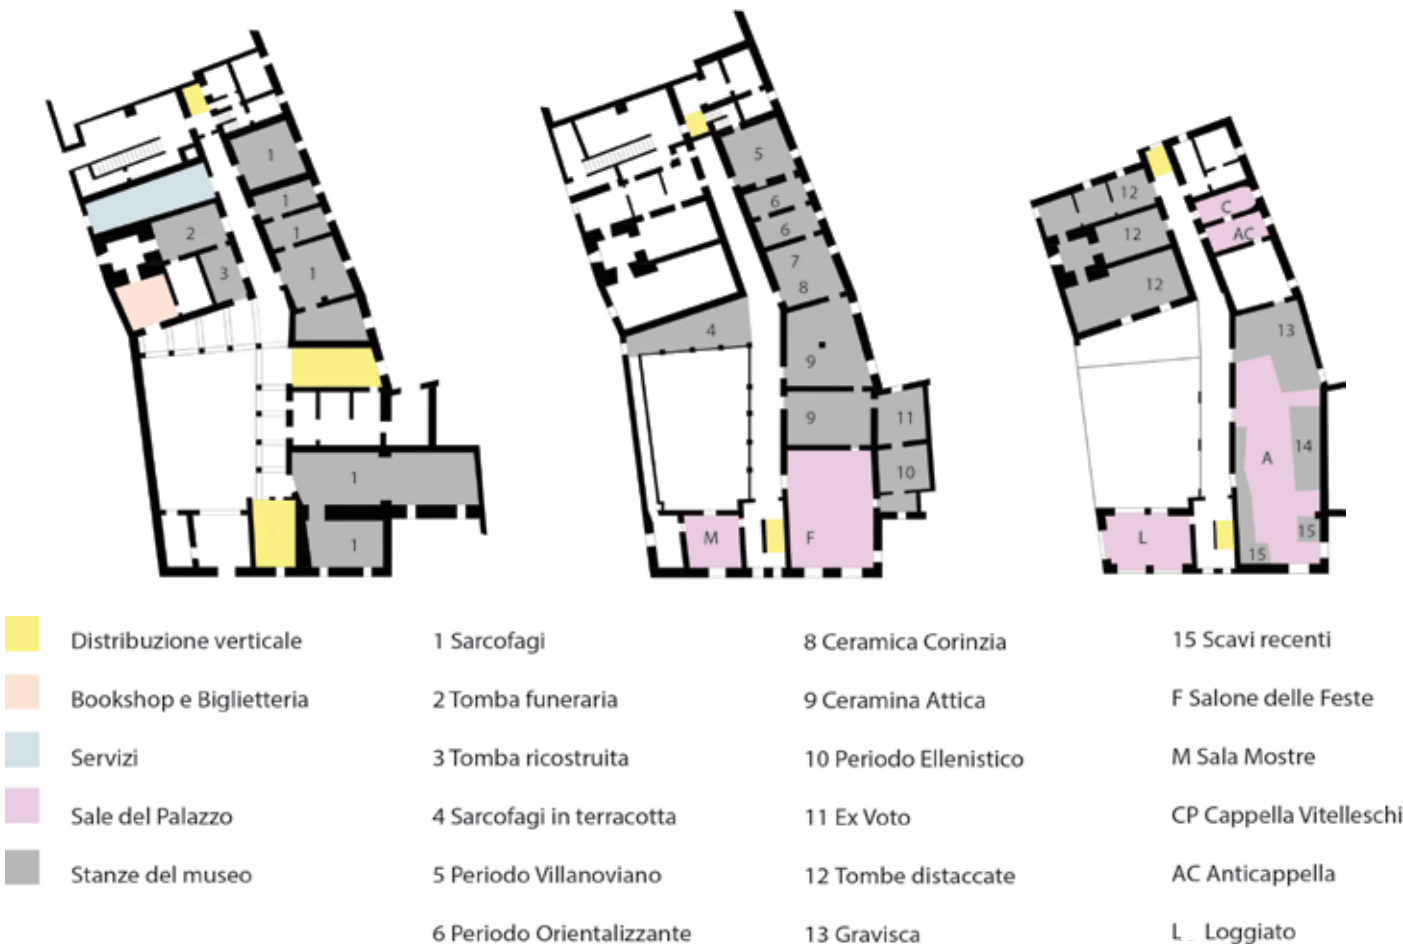 1
1
1
1
2
3
1
1
5
6
6
7
8
4
9
9
11
10
M
F
12
12
12
C
AC
13
14
A
15
15
L
Distribuzione verticale
Bookshop e Biglietteria
Servizi
Sale del Palazzo
Stanze del museo
1 Sarcofagi
2 Tomba funeraria
3 Tomba ricostruita
4 Sarcofagi in terracotta
5 Periodo Villanoviano
6 Periodo Orientalizzante
8 Ceramica Corinzia
9 Ceramina Attica
10 Periodo Ellenistico
11 Ex Voto
12 Tombe distaccate
13 Gravisca
15 Scavi recenti
F Salone delle Feste
M Sala Mostre
CP Cappella Vitelleschi
AC Anticappella
L _ Loggiato